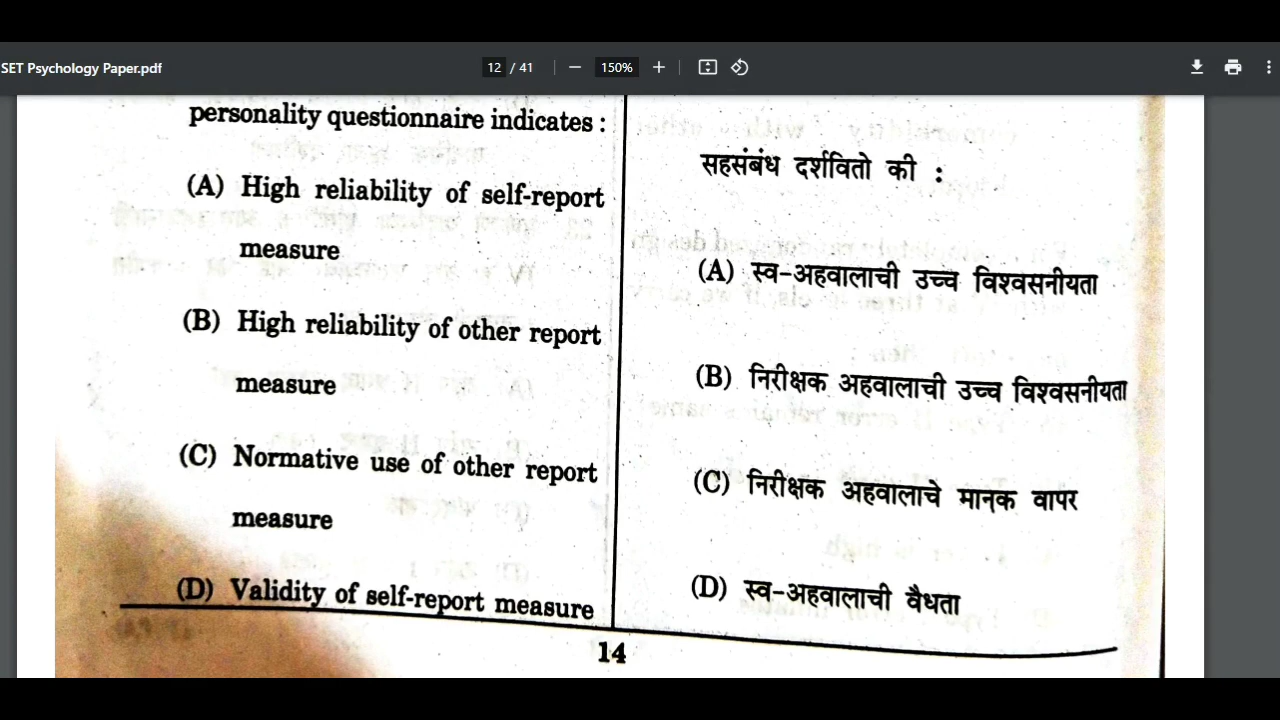 SET Psychology Paper.pdf
12 / 41
150%
personality questionnaire indicates :
(A) High reliability of self-report
measure
(B) High reliability of other report
measure
(C) Normative use of other report
measure
(D) Validity of self-report measure
सहसंबंध दर्शवितो की :
(A) स्व-अहवालाची उच्च विश्वसनीयता
(B) निरीक्षक अहवालाची उच्च विश्वसनीयता
(C) निरीक्षक अहवालाचे मानक वापर
(D) स्व-अहवालाची वैधता
14